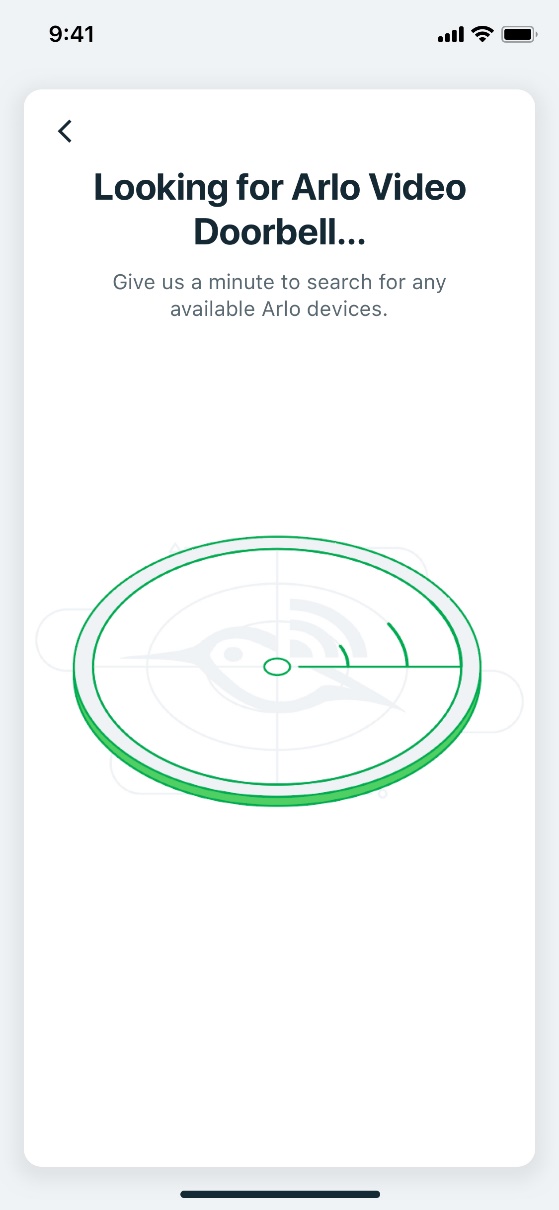 9:41
Looking for Arlo Video
Doorbell...
Give us a minute to search for any
available Arlo devices.